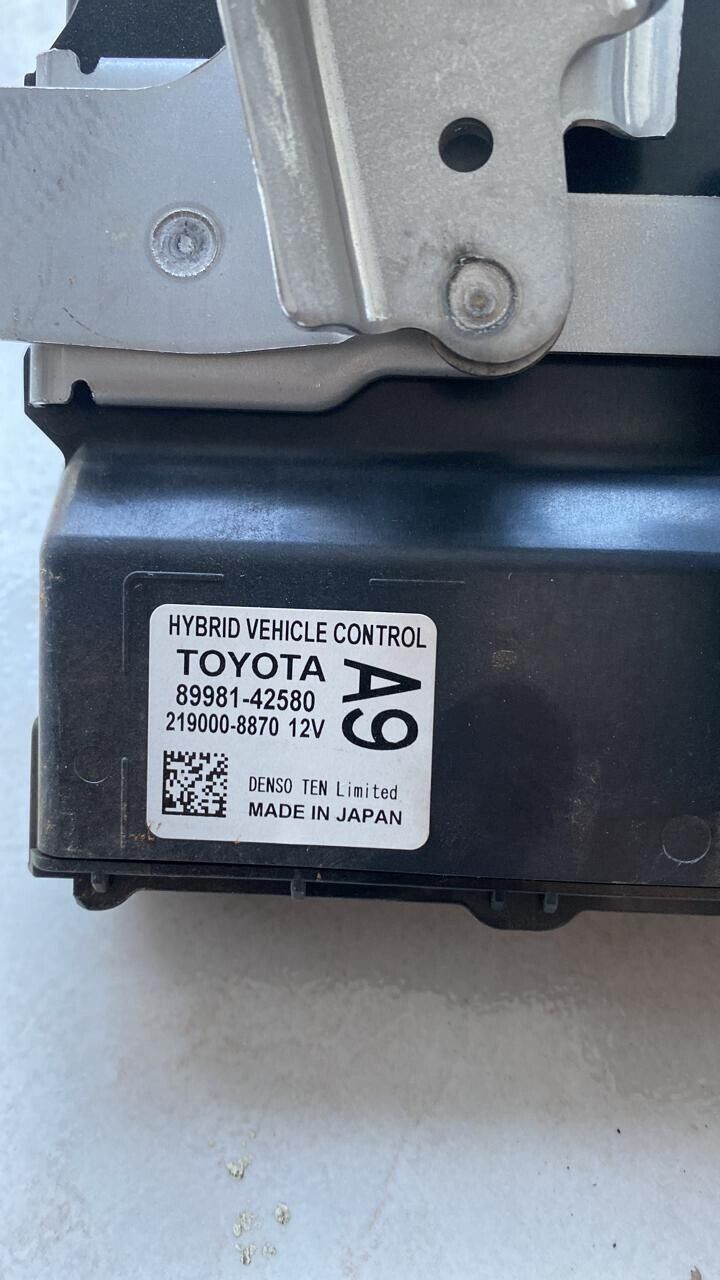 HYBRID VEHICLE CONTROL
TOYOTA
89981-42580
219000-8870 12V
A9
DENSO TEN Limited
MADE IN JAPAN